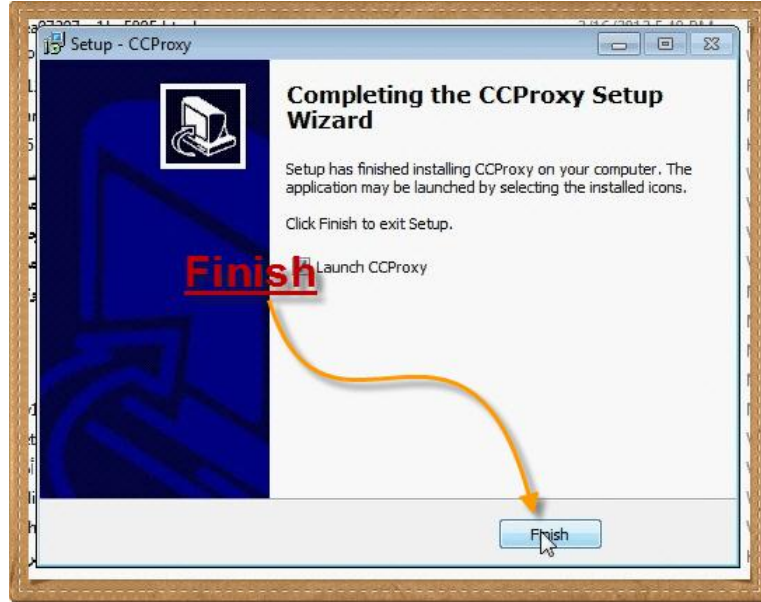 Setup - CCProxy
Completing the CCProxy Setup
Wizard
Setup has finished installing CCProxy on your computer. The
application may be launched by selecting the installed icons.
Click Finish to exit Setup.
Launch CCProxy
Finish
Finish